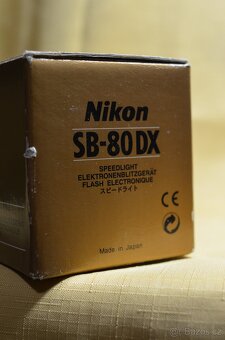 Nikon
SB-80DX
SPEEDLIGHT
ELEKTRONENBLITZGERÄT
FLASH ELECTRONIQUE
スピードライト
CE
Made in Japan